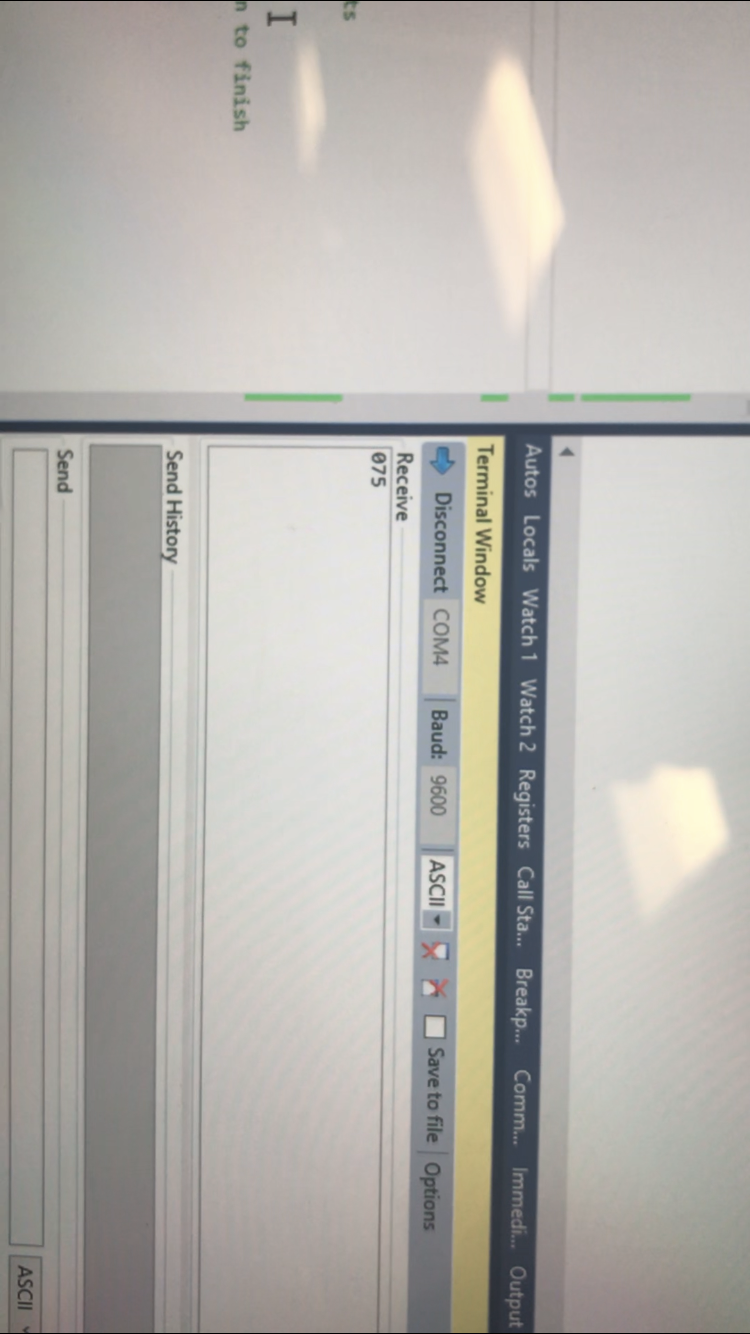 ts
n to finish
Autos Locals Watch 1 Watch 2 Registers Call Sta... Breakp... Comm... Immedi... Output
Terminal Window
Disconnect COM4 Baud: 9600 ASCII Save to file Options
Receive
075
Send History
Send
ASCII